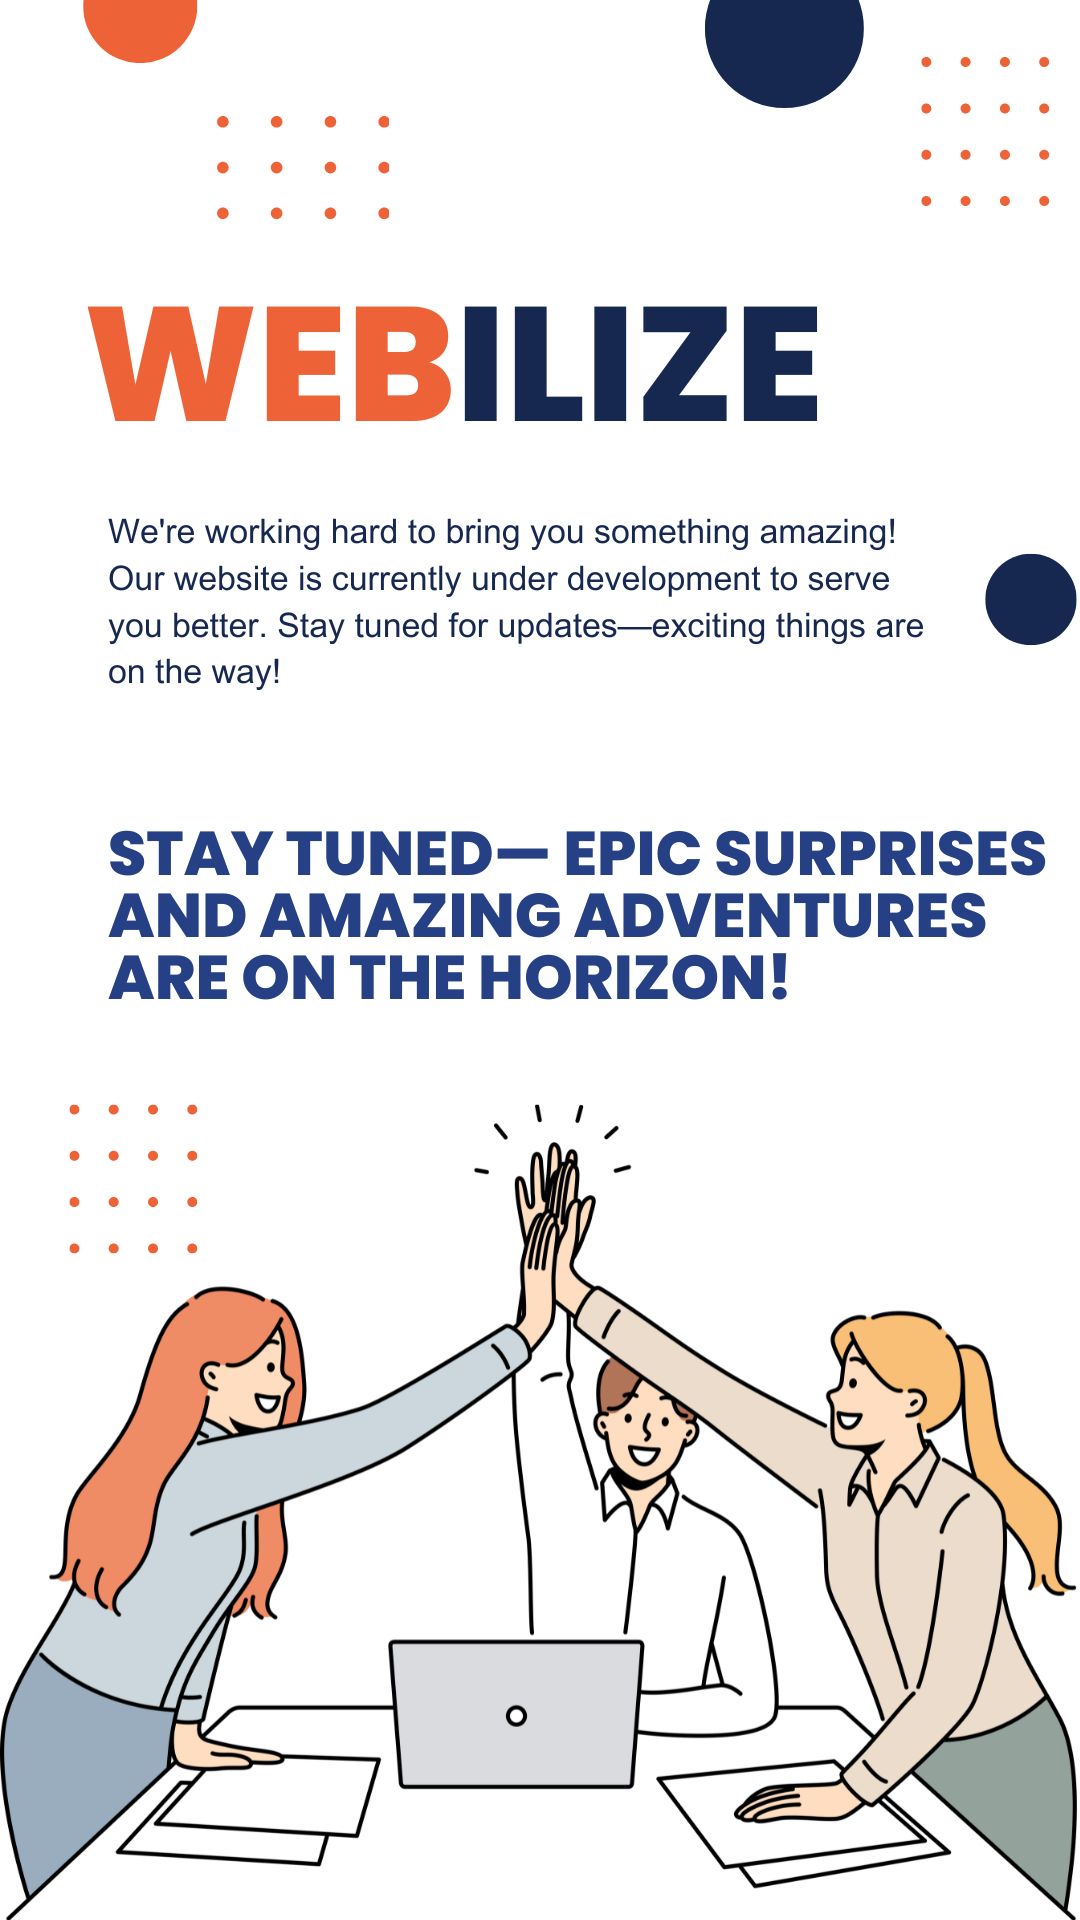 WEBILIZE
We're working hard to bring you something amazing!
Our website is currently under development to serve
you better. Stay tuned for updates—exciting things are
on the way!
STAY TUNED— EPIC SURPRISES
AND AMAZING ADVENTURES
ARE ON THE HORIZON!